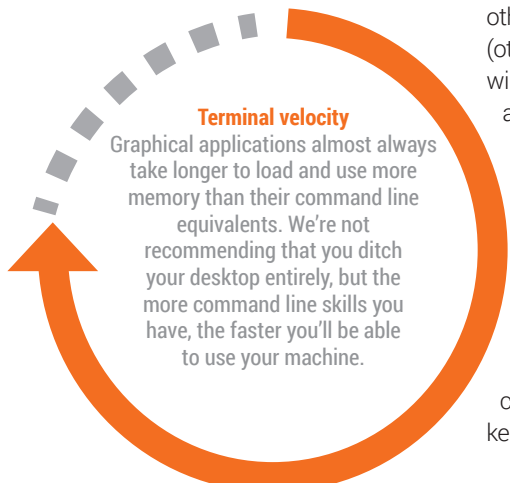 Terminal velocity
Graphical applications almost always
take longer to load and use more
memory than their command line
equivalents. We’re not
recommending that you ditch
your desktop entirely, but the
more command line skills you
have, the faster you’ll be able
to use your machine.